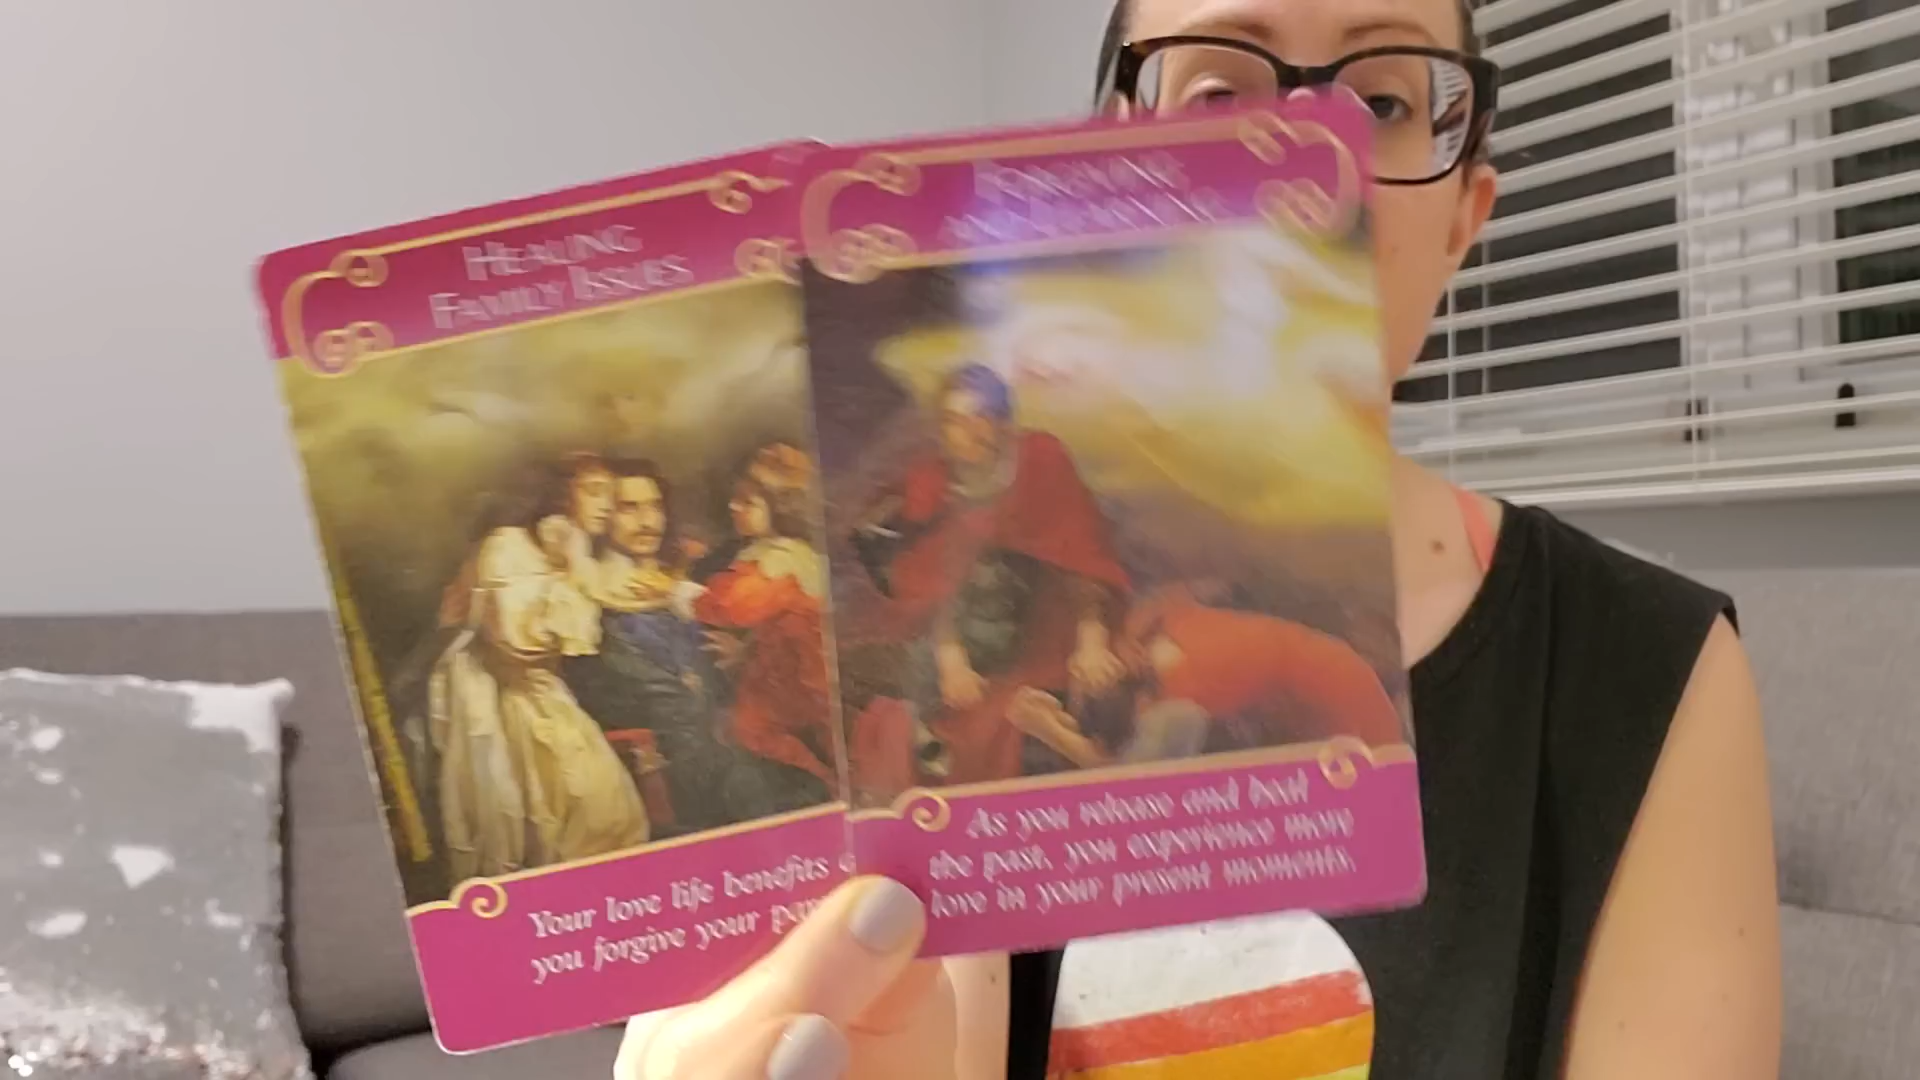 HEALING
FAMILY ISSUES
Your love life benefits
you forgive your
FORGIVING
As you release and heal
the past, you experience more
love in your present moments.